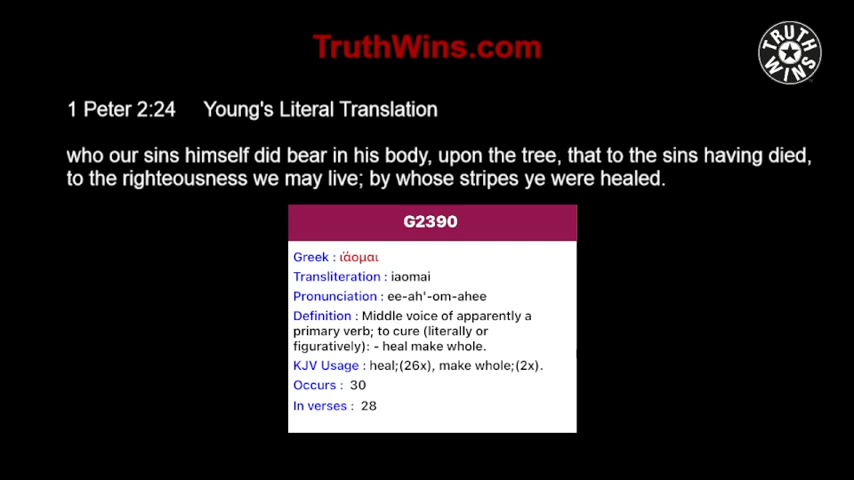 TruthWins.com
TRUTH WINS
1 Peter 2:24 Young's Literal Translation
who our sins himself did bear in his body, upon the tree, that to the sins having died,
to the righteousness we may live; by whose stripes ye were healed.
G2390
Greek : ἰάομαι
Transliteration : iaomai
Pronunciation : ee-ah'-om-ahee
Definition : Middle voice of apparently a
primary verb; to cure (literally or
figuratively): - heal make whole.
KJV Usage : heal;(26x), make whole;(2x).
Occurs : 30
In verses : 28